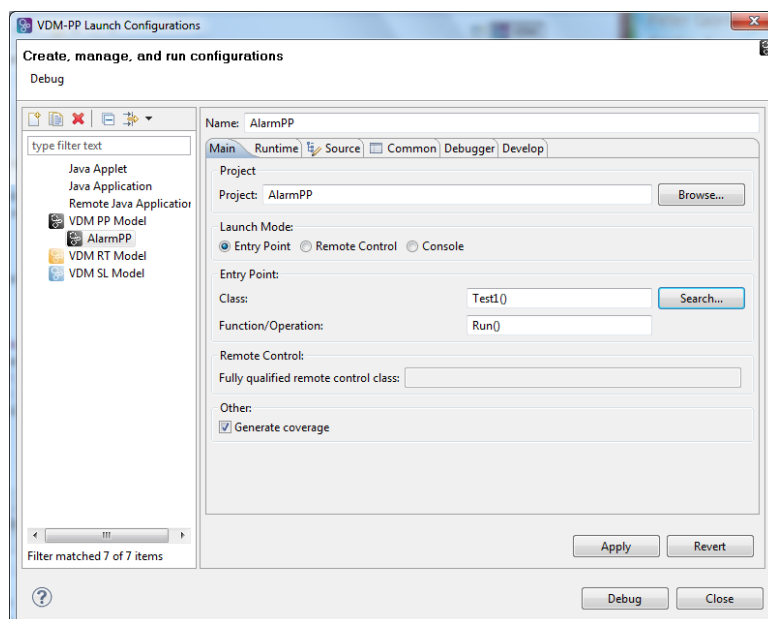 VDM-PP Launch Configurations
Create, manage, and run configurations
Debug
type filter text
Java Applet
Java Application
Remote Java Application
VDM PP Model
AlarmPP
VDM RT Model
VDM SL Model
Filter matched 7 of 7 items
Name: AlarmPP
Main Runtime Source Common Debugger Develop
Project
Project: AlarmPP Browse...
Launch Mode:
Entry Point Remote Control Console
Entry Point:
Class: Test1() Search...
Function/Operation: Run()
Remote Control:
Fully qualified remote control class:
Other:
Generate coverage
Apply Revert
? Debug Close